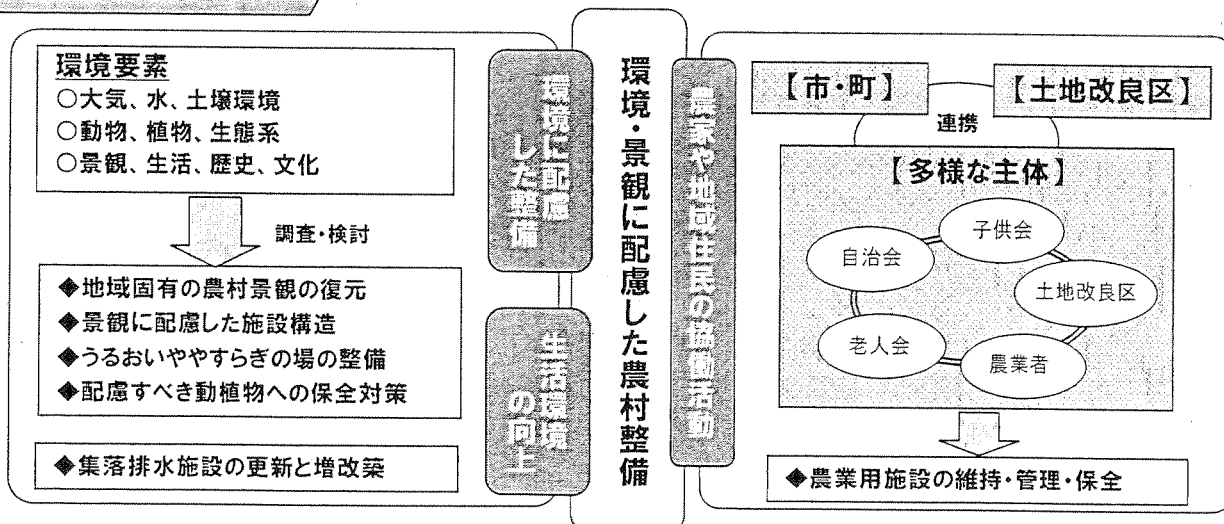 環境要素
○大気、水、土壌環境
○動物、植物、生態系
○景観、生活、歴史、文化
調査・検討
◆地域固有の農村景観の復元
◆景観に配慮した施設構造
◆うるおいややすらぎの場の整備
◆配慮すべき動植物への保全対策
◆集落排水施設の更新と増改築
環境に配慮
した整備
生活環境
の向上
環境・景観に配慮した農村整備
農家や地域住民の協働活動
【市・町】
【土地改良区】
連携
【多様な主体】
子供会
自治会
土地改良区
老人会
農業者
◆農業用施設の維持・管理・保全